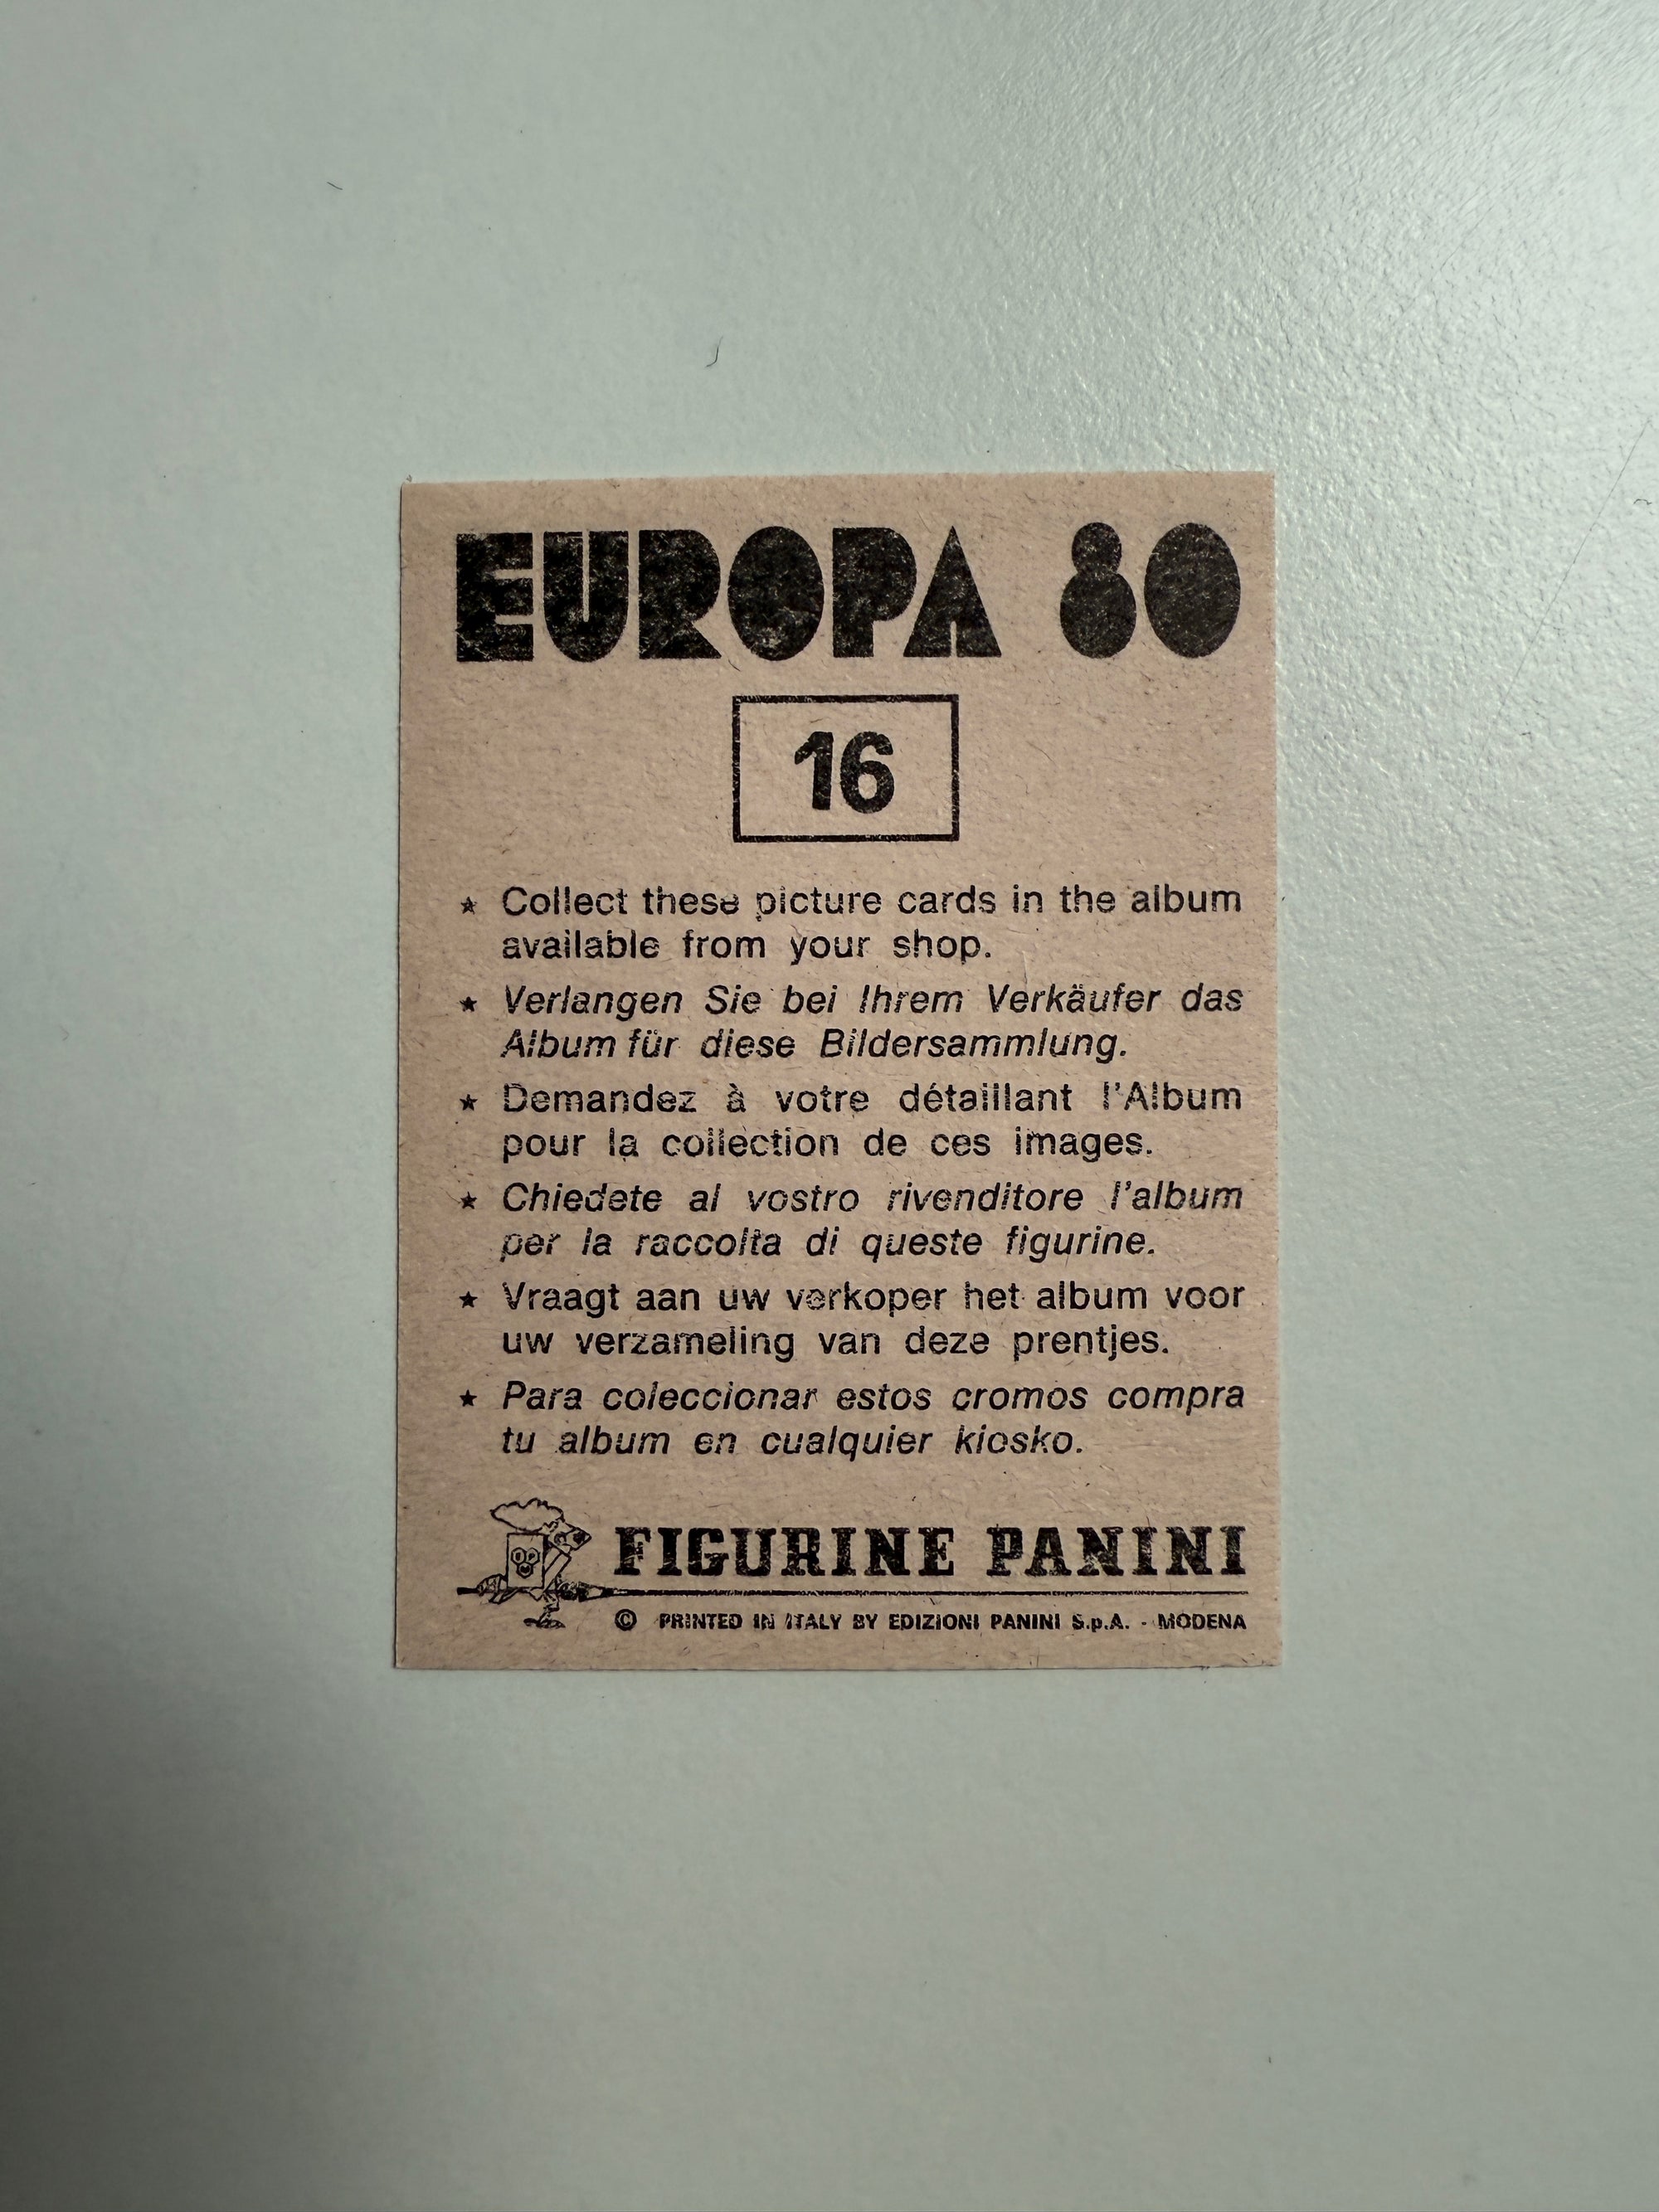 EUROPA 80
16
★ Collect these picture cards in the album
available from your shop.
★ Verlangen Sie bei Ihrem Verkäufer das
Album für diese Bildersammlung.
★ Demandez à votre détaillant l'Album
pour la collection de ces images.
★ Chiedete al vostro rivenditore l'album
per la raccolta di queste figurine.
★ Vraagt aan uw verkoper het album voor
uw verzameling van deze prentjes.
★ Para coleccionar estos cromos compra
tu album en cualquier kiosko.
FIGURINE PANINI
© PRINTED IN ITALY BY EDIZIONI PANINI S.p.A. - MODENA